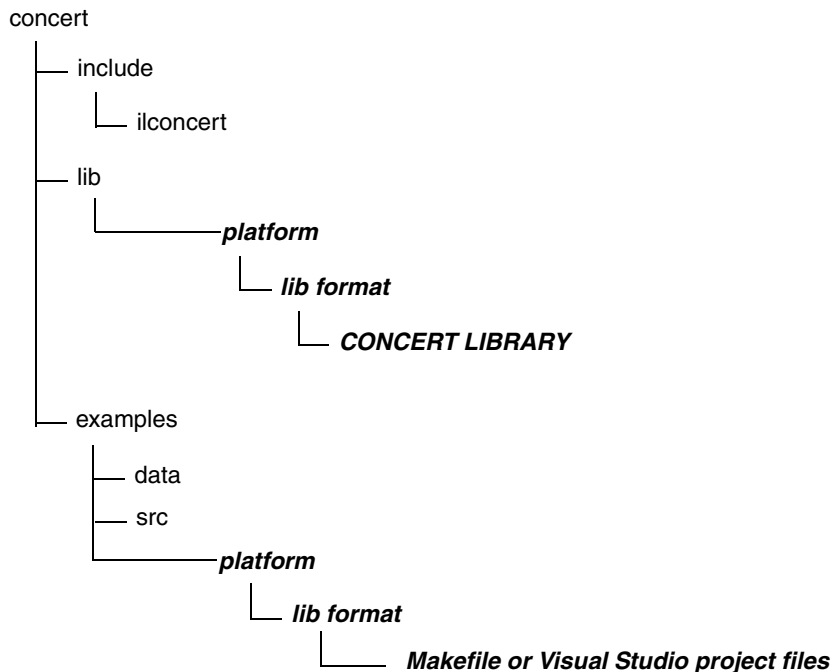 concert
include
ilconcert
lib
platform
lib format
CONCERT LIBRARY
examples
data
src
platform
lib format
Makefile or Visual Studio project files